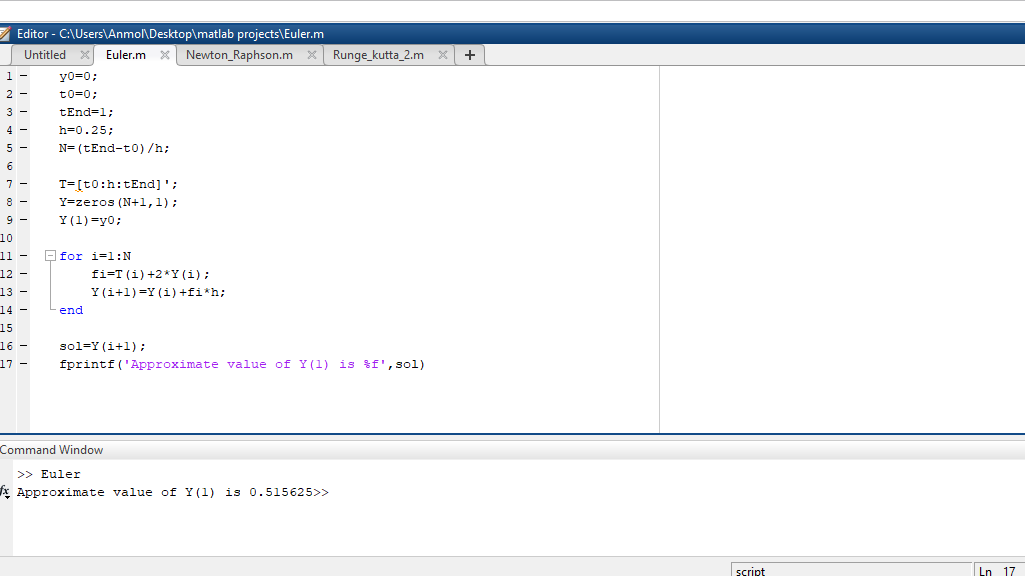 Editor - C:\Users\Anmol\Desktop\matlab projects\Euler.m
Untitled × Euler.m × Newton_Raphson.m × Runge_kutta_2.m × +
1 - y0=0;
2 - t0=0;
3 - tEnd=1;
4 - h=0.25;
5 - N=(tEnd-t0)/h;
6
7 - T=[t0:h:tEnd]';
8 - Y=zeros(N+1,1);
9 - Y(1)=y0;
10
11 - for i=1:N
12 - fi=T(i)+2*Y(i);
13 - Y(i+1)=Y(i)+fi*h;
14 - end
15
16 - sol=Y(i+1);
17 - fprintf('Approximate value of Y(1) is %f',sol)
Command Window
>> Euler
fx Approximate value of Y(1) is 0.515625>>
script Ln 17